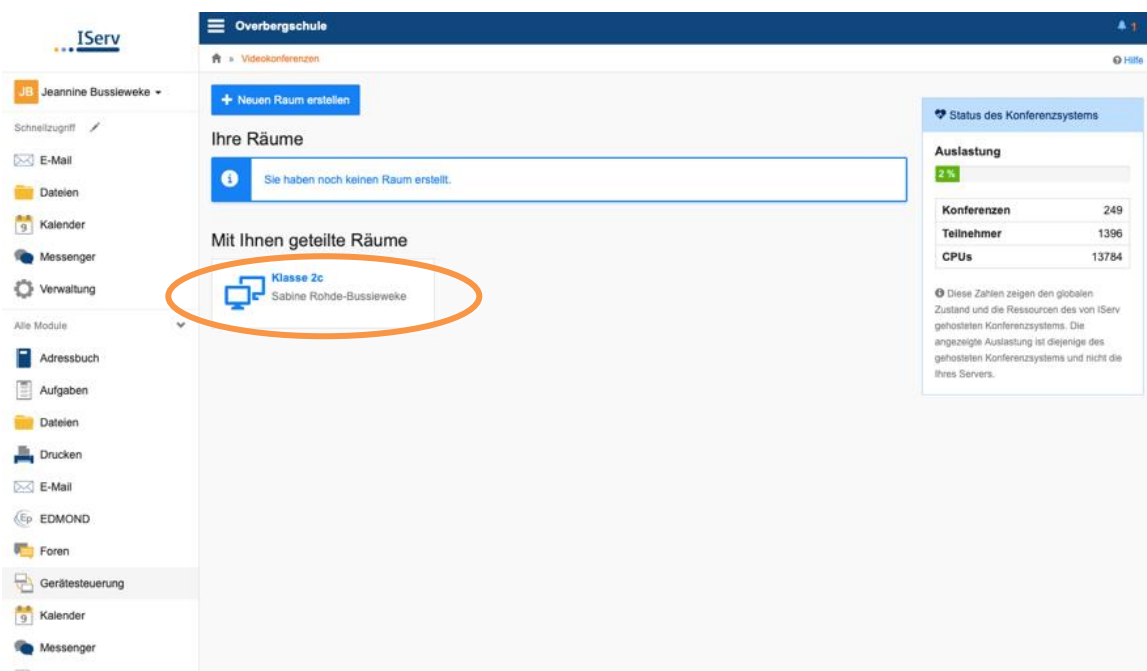 IServ
Overbergschule
1
» Videokonferenzen
Hilfe
JB Jeannine Bussieweke
Schnellzugriff
E-Mail
Dateien
9 Kalender
Messenger
Verwaltung
Alle Module
Adressbuch
Aufgaben
Dateien
Drucken
E-Mail
Ep EDMOND
Foren
Gerätesteuerung
9 Kalender
Messenger
+ Neuen Raum erstellen
Ihre Räume
Sie haben noch keinen Raum erstellt.
Mit Ihnen geteilte Räume
Klasse 2c
Sabine Rohde-Bussieweke
Status des Konferenzsystems
Auslastung
2 %
Konferenzen 249
Teilnehmer 1396
CPUs 13784
Diese Zahlen zeigen den globalen
Zustand und die Ressourcen des von IServ
gehosteten Konferenzsystems. Die
angezeigte Auslastung ist diejenige des
gehosteten Konferenzsystems und nicht die
Ihres Servers.